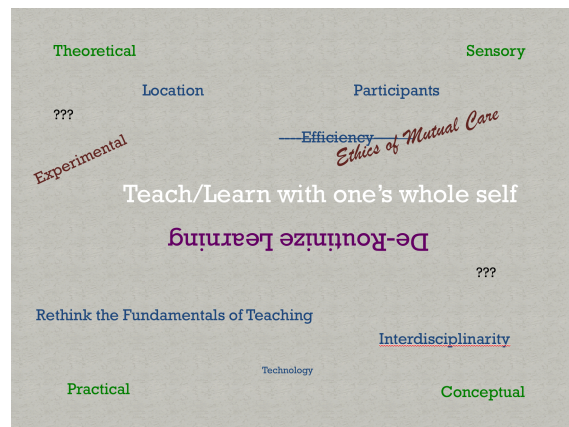 Theoretical
Sensory
Location
Participants
???
----Efficiency------
Ethics of Mutual Care
Experimental
Teach/Learn with one's whole self
De-Routinize Learning
???
Rethink the Fundamentals of Teaching
Interdisciplinarity
Technology
Practical
Conceptual